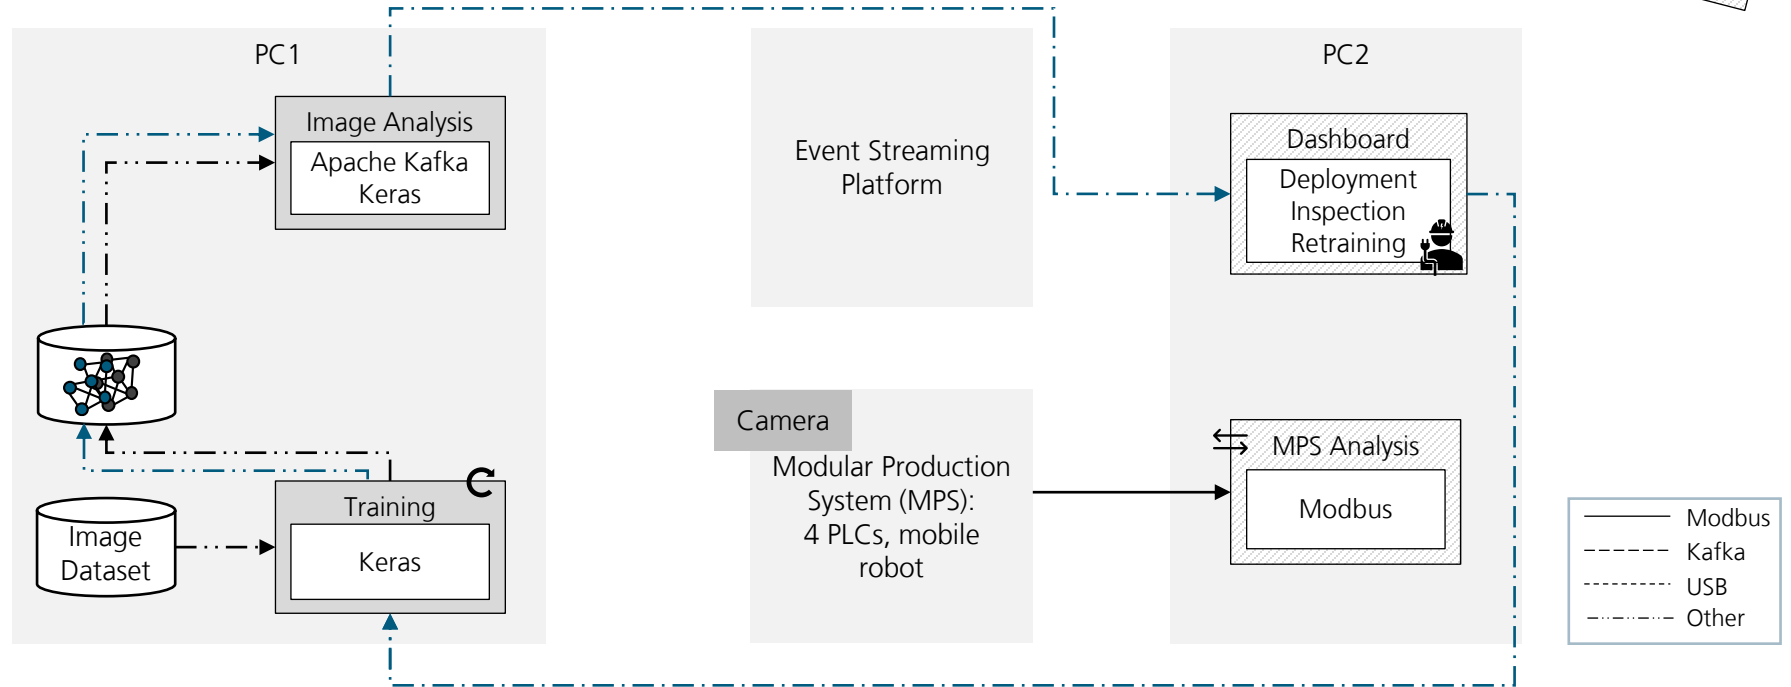 PC1
Image Analysis
Apache Kafka
Keras
Image
Dataset
Training
Keras
Event Streaming
Platform
Camera
Modular Production
System (MPS):
4 PLCs, mobile
robot
PC2
Dashboard
Deployment
Inspection
Retraining
MPS Analysis
Modbus
Modbus
Kafka
USB
Other